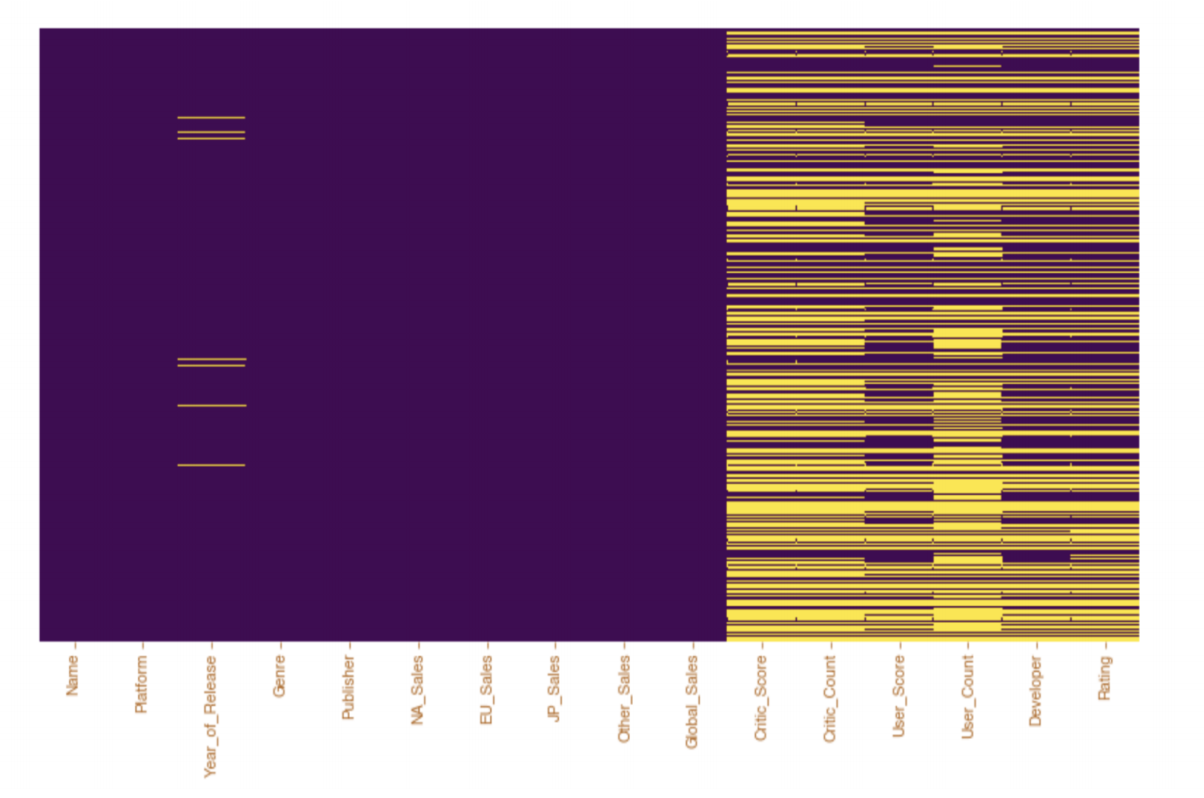 Name
Platform
Year_of_Release
Genre
Publisher
NA_Sales
EU_Sales
JP_Sales
Other_Sales
Global_Sales
Critic_Score
Critic_Count
User_Score
User_Count
Developer
Rating